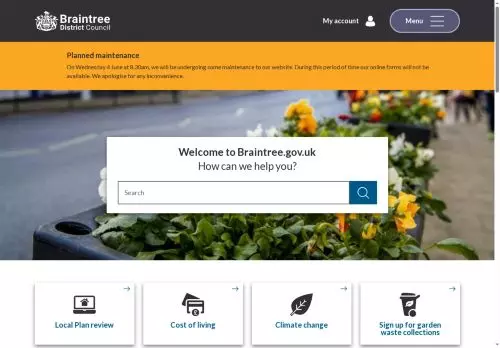 Braintree
District Council
My account
Menu
Planned maintenance
On Wednesday 4 June at 8.30am, we will be undergoing some maintenance to our website. During this period of time our online forms will not be
available. We apologise for any inconvenience.
Welcome to Braintree.gov.uk
How can we help you?
Search
Local Plan review
Cost of living
Climate change
Sign up for garden
waste collections